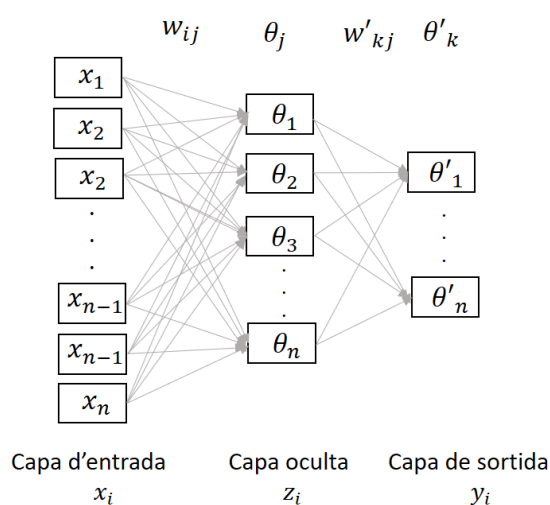 w_{ij} θ_j w'_{kj} θ'_k
x_1
x_2
x_2
.
.
.
x_{n−1}
x_{n−1}
x_n
θ_1
θ_2
θ_3
.
.
.
θ_n
θ'_1
.
.
.
θ'_n
Capa d'entrada Capa oculta Capa de sortida
x_i z_i y_i